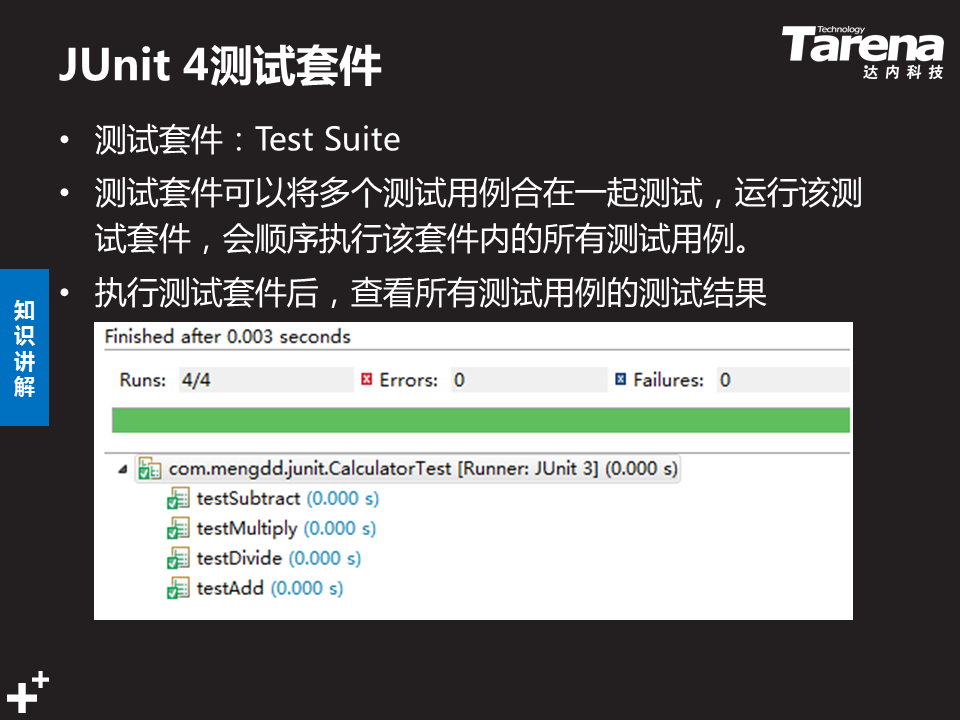 JUnit 4测试套件
Technology
Tarena
达内科技
• 测试套件：Test Suite
• 测试套件可以将多个测试用例合在一起测试，运行该测
试套件，会顺序执行该套件内的所有测试用例。
• 执行测试套件后，查看所有测试用例的测试结果
知
识
讲
解
Finished after 0.003 seconds
Runs: 4/4 Errors: 0 Failures: 0
com.mengdd.junit.CalculatorTest [Runner: JUnit 3] (0.000 s)
testSubtract (0.000 s)
testMultiply (0.000 s)
testDivide (0.000 s)
testAdd (0.000 s)